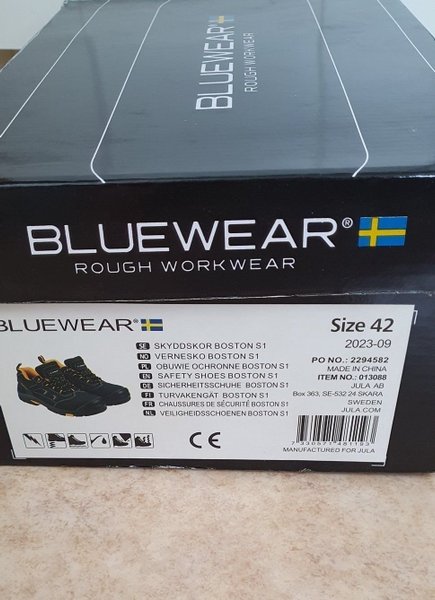 BLUEWEAR
ROUGH WORKWEAR
BLUEWEAR®
ROUGH WORKWEAR
BLUEWEAR®
SE SKYDDSKOR BOSTON S1
NO VERNESKO BOSTON S1
PL OBUWIE OCHRONNE BOSTON S1
EN SAFETY SHOES BOSTON S1
DE SICHERHEITSSCHUHE BOSTON S1
FI TURVAKENGÄT BOSTON S1
FR CHAUSSURES DE SÉCURITÉ BOSTON S1
NL VEILIGHEIDSSCHOENEN BOSTON S1
CE
Size 42
2023-09
PO NO.: 2294582
MADE IN CHINA
ITEM NO.: 013088
JULA AB
Box 363, SE-532 24 SKARA
SWEDEN
JULA.COM
7 330571 481193
MANUFACTURED FOR JULA